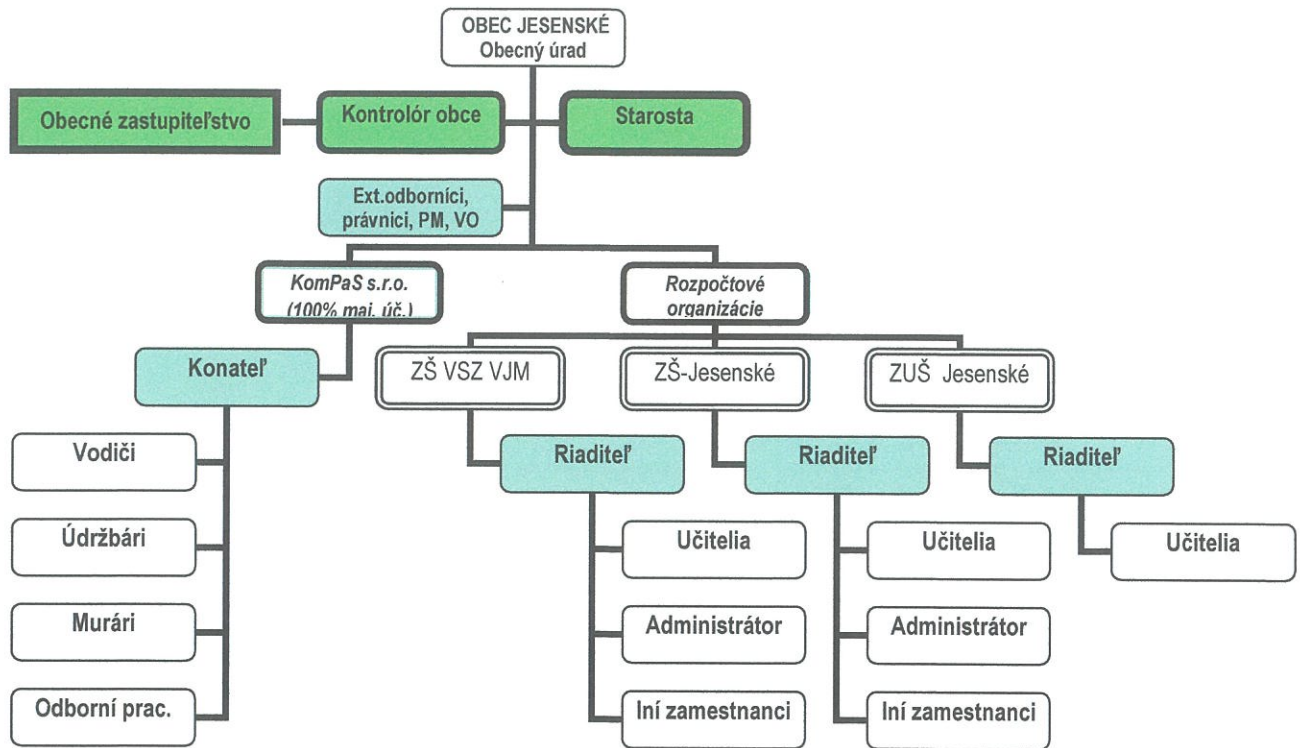 OBEC JESENSKÉ
Obecný úrad
Obecné zastupiteľstvo
Kontrolór obce
Starosta
Ext.odborníci,
právnici, PM, VO
KomPaS s.r.o.
(100% maj. úč.)
Rozpočtové
organizácie
Konateľ
ZŠ VSZ VJM
ZŠ-Jesenské
ZUŠ Jesenské
Vodiči
Riaditeľ
Riaditeľ
Riaditeľ
Údržbári
Učitelia
Učitelia
Učitelia
Murári
Administrátor
Administrátor
Odborní prac.
Iní zamestnanci
Iní zamestnanci